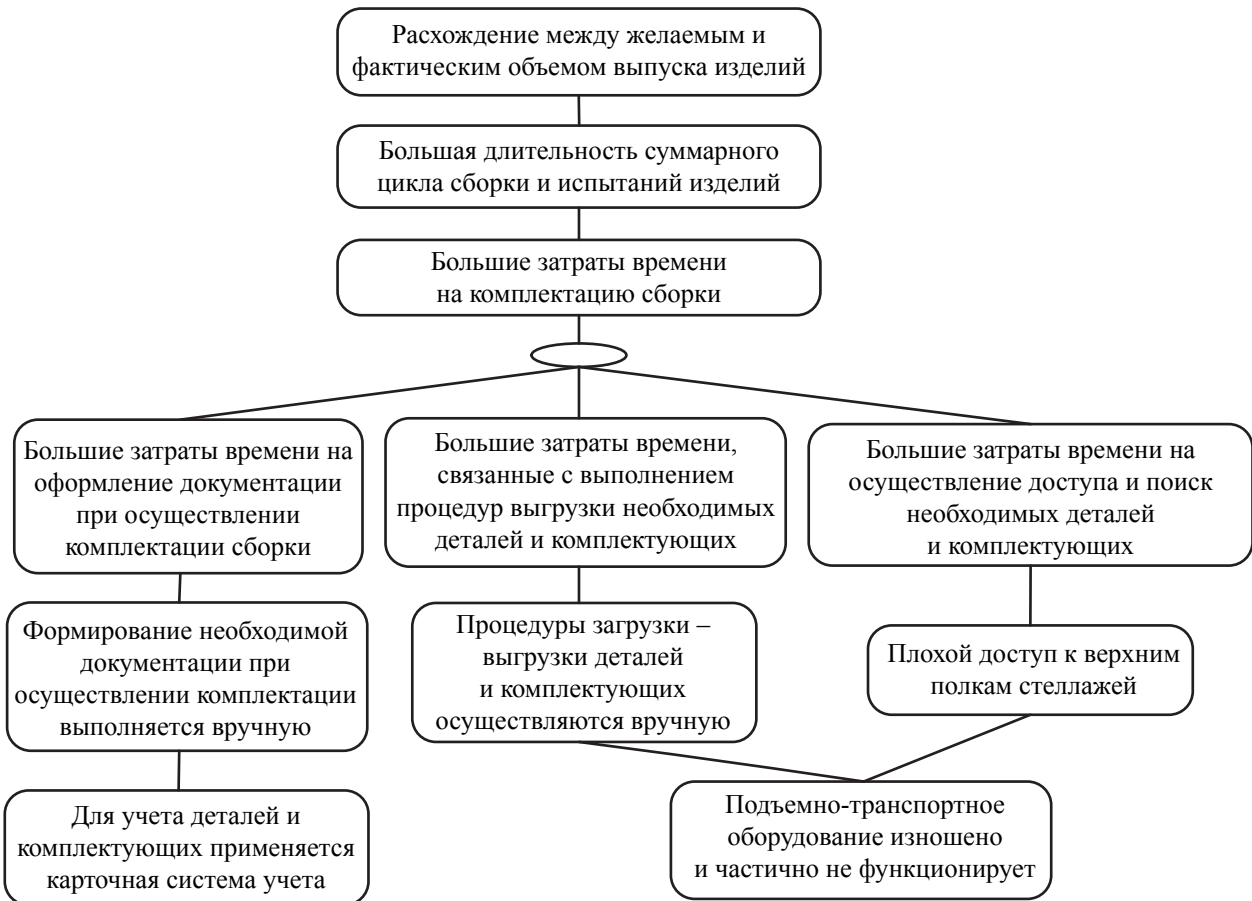 Расхождение между желаемым и
фактическим объемом выпуска изделий
Большая длительность суммарного
цикла сборки и испытаний изделий
Большие затраты времени
на комплектацию сборки
Большие затраты времени на
оформление документации
при осуществлении
комплектации сборки
Большие затраты времени,
связанные с выполнением
процедур выгрузки необходимых
деталей и комплектующих
Большие затраты времени на
осуществление доступа и поиск
необходимых деталей
и комплектующих
Формирование необходимой
документации при
осуществлении комплектации
выполняется вручную
Процедуры загрузки –
выгрузки деталей
и комплектующих
осуществляются вручную
Плохой доступ к верхним
полкам стеллажей
Для учета деталей и
комплектующих применяется
карточная система учета
Подъемно-транспортное
оборудование изношено
и частично не функционирует